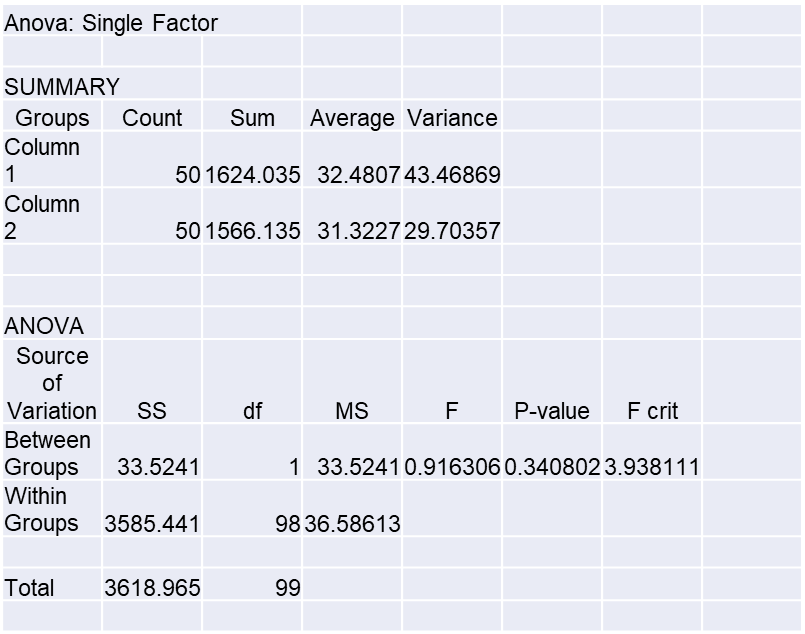 Anova: Single Factor
SUMMARY
Groups Count Sum Average Variance
Column
1 50 1624.035 32.4807 43.46869
Column
2 50 1566.135 31.3227 29.70357
ANOVA
Source
of
Variation SS df MS F P-value F crit
Between
Groups 33.5241 1 33.5241 0.916306 0.340802 3.938111
Within
Groups 3585.441 98 36.58613
Total 3618.965 99